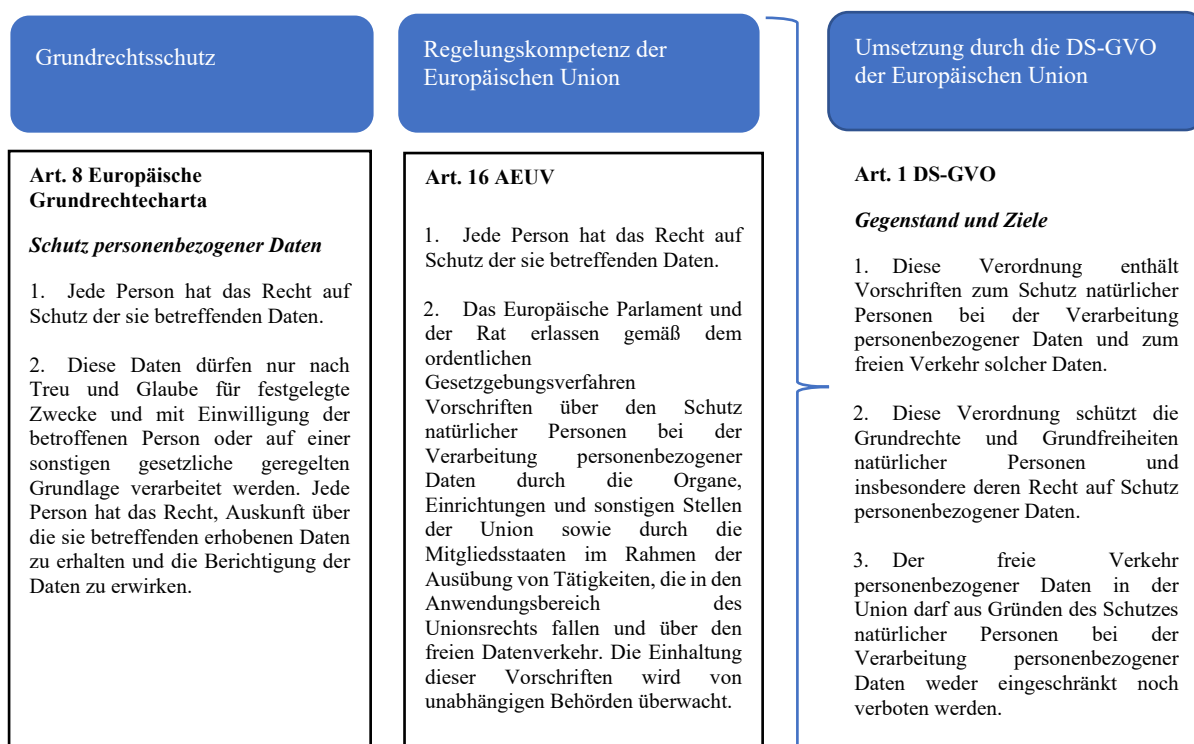 Grundrechtsschutz
Regelungskompetenz der
Europäischen Union
Umsetzung durch die DS-GVO
der Europäischen Union
Art. 8 Europäische
Grundrechtecharta
Schutz personenbezogener Daten
1. Jede Person hat das Recht auf
Schutz der sie betreffenden Daten.
2. Diese Daten dürfen nur nach
Treu und Glaube für festgelegte
Zwecke und mit Einwilligung der
betroffenen Person oder auf einer
sonstigen gesetzliche geregelten
Grundlage verarbeitet werden. Jede
Person hat das Recht, Auskunft über
die sie betreffenden erhobenen Daten
zu erhalten und die Berichtigung der
Daten zu erwirken.
Art. 16 AEUV
1. Jede Person hat das Recht auf
Schutz der sie betreffenden Daten.
2. Das Europäische Parlament und
der Rat erlassen gemäß dem
ordentlichen
Gesetzgebungsverfahren
Vorschriften über den Schutz
natürlicher Personen bei der
Verarbeitung personenbezogener
Daten durch die Organe,
Einrichtungen und sonstigen Stellen
der Union sowie durch die
Mitgliedsstaaten im Rahmen der
Ausübung von Tätigkeiten, die in den
Anwendungsbereich des
Unionsrechts fallen und über den
freien Datenverkehr. Die Einhaltung
dieser Vorschriften wird von
unabhängigen Behörden überwacht.
Art. 1 DS-GVO
Gegenstand und Ziele
1. Diese Verordnung enthält
Vorschriften zum Schutz natürlicher
Personen bei der Verarbeitung
personenbezogener Daten und zum
freien Verkehr solcher Daten.
2. Diese Verordnung schützt die
Grundrechte und Grundfreiheiten
natürlicher Personen und
insbesondere deren Recht auf Schutz
personenbezogener Daten.
3. Der freie Verkehr
personenbezogener Daten in der
Union darf aus Gründen des Schutzes
natürlicher Personen bei der
Verarbeitung personenbezogener
Daten weder eingeschränkt noch
verboten werden.